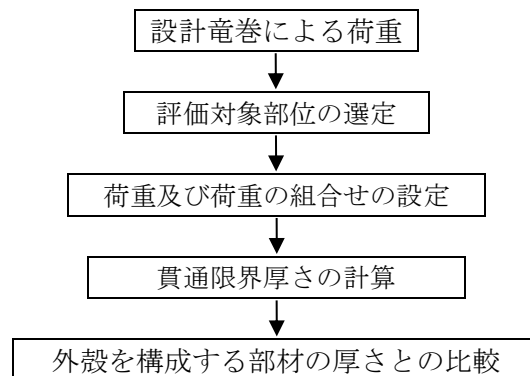 設計竜巻による荷重
評価対象部位の選定
荷重及び荷重の組合せの設定
貫通限界厚さの計算
外殻を構成する部材の厚さとの比較